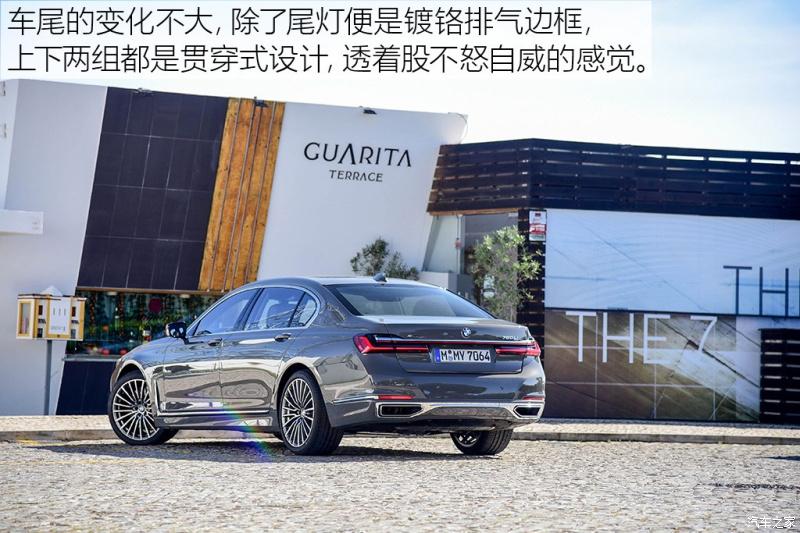 车尾的变化不大, 除了尾灯便是镀铬排气边框,
上下两组都是贯穿式设计, 透着股不怒自威的感觉。
GUARITA
TERRACE
TH
THE 7
M MY 7064
汽车之家